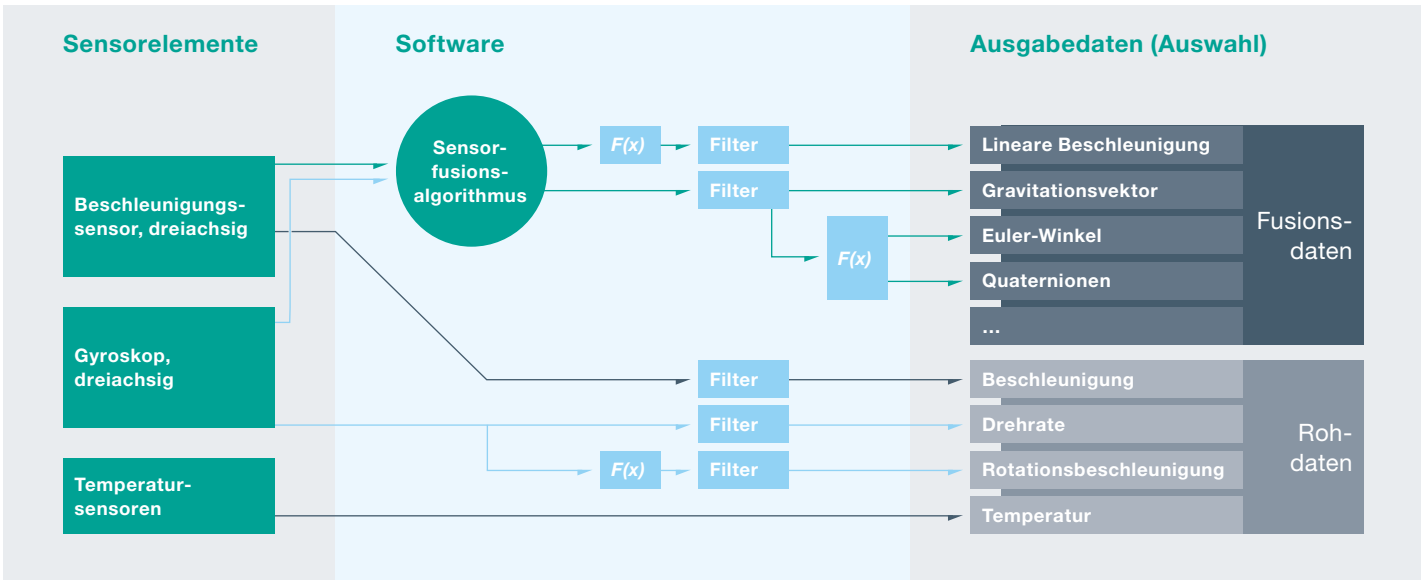 Sensorelemente
Software
Ausgabedaten (Auswahl)
Beschleunigungs-
sensor, dreiachsig
Gyroskop,
dreiachsig
Temperatur-
sensoren
Sensor-
fusions-
algorithmus
F(x)
Filter
Filter
F(x)
Filter
Filter
F(x)
Filter
Lineare Beschleunigung
Gravitationsvektor
Euler-Winkel
Quaternionen
...
Fusions-
daten
Beschleunigung
Drehrate
Rotationsbeschleunigung
Temperatur
Roh-
daten